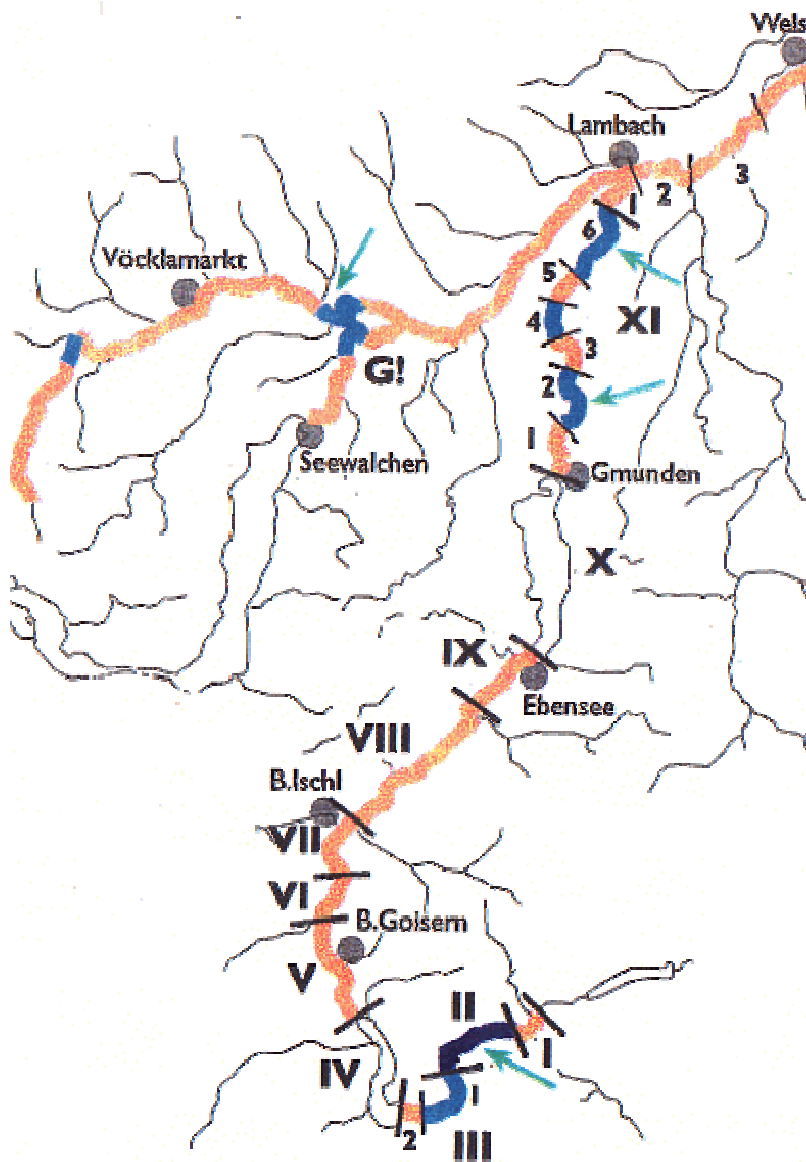 Wels
Lambach
1
2
3
6
Vöcklamarkt
5
XI
4
3
G!
2
1
Seewalchen
Gmunden
X
IX
Ebensee
VIII
B.Ischl
VII
VI
B.Goisern
V
II
I
IV
1
2
III